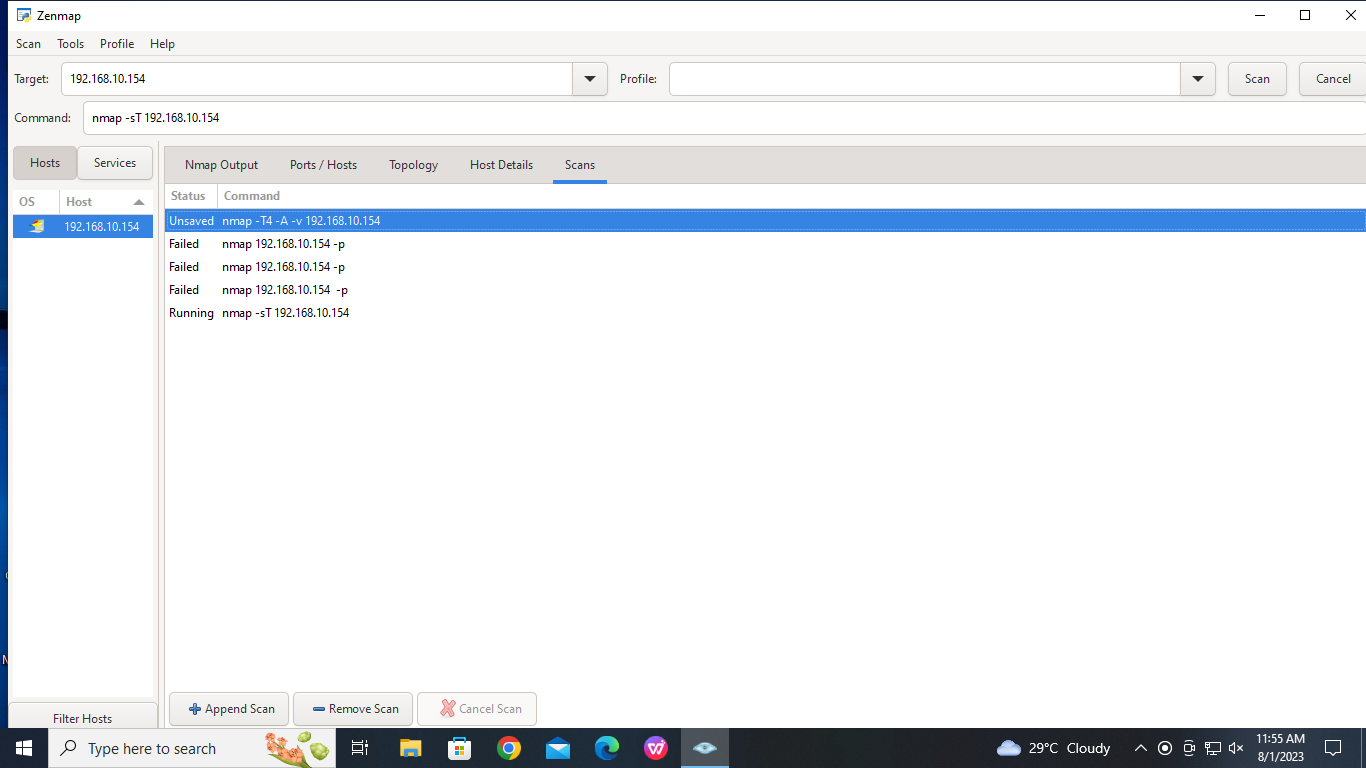 Zenmap
Scan Tools Profile Help
Target: 192.168.10.154 Profile: Scan Cancel
Command: nmap -sT 192.168.10.154
Hosts Services Nmap Output Ports / Hosts Topology Host Details Scans
OS Host Status Command
192.168.10.154
Unsaved nmap -T4 -A -v 192.168.10.154
Failed nmap 192.168.10.154 -p
Failed nmap 192.168.10.154 -p
Failed nmap 192.168.10.154  -p
Running nmap -sT 192.168.10.154
Append Scan Remove Scan Cancel Scan
Filter Hosts
Type here to search 29°C Cloudy 11:55 AM
8/1/2023